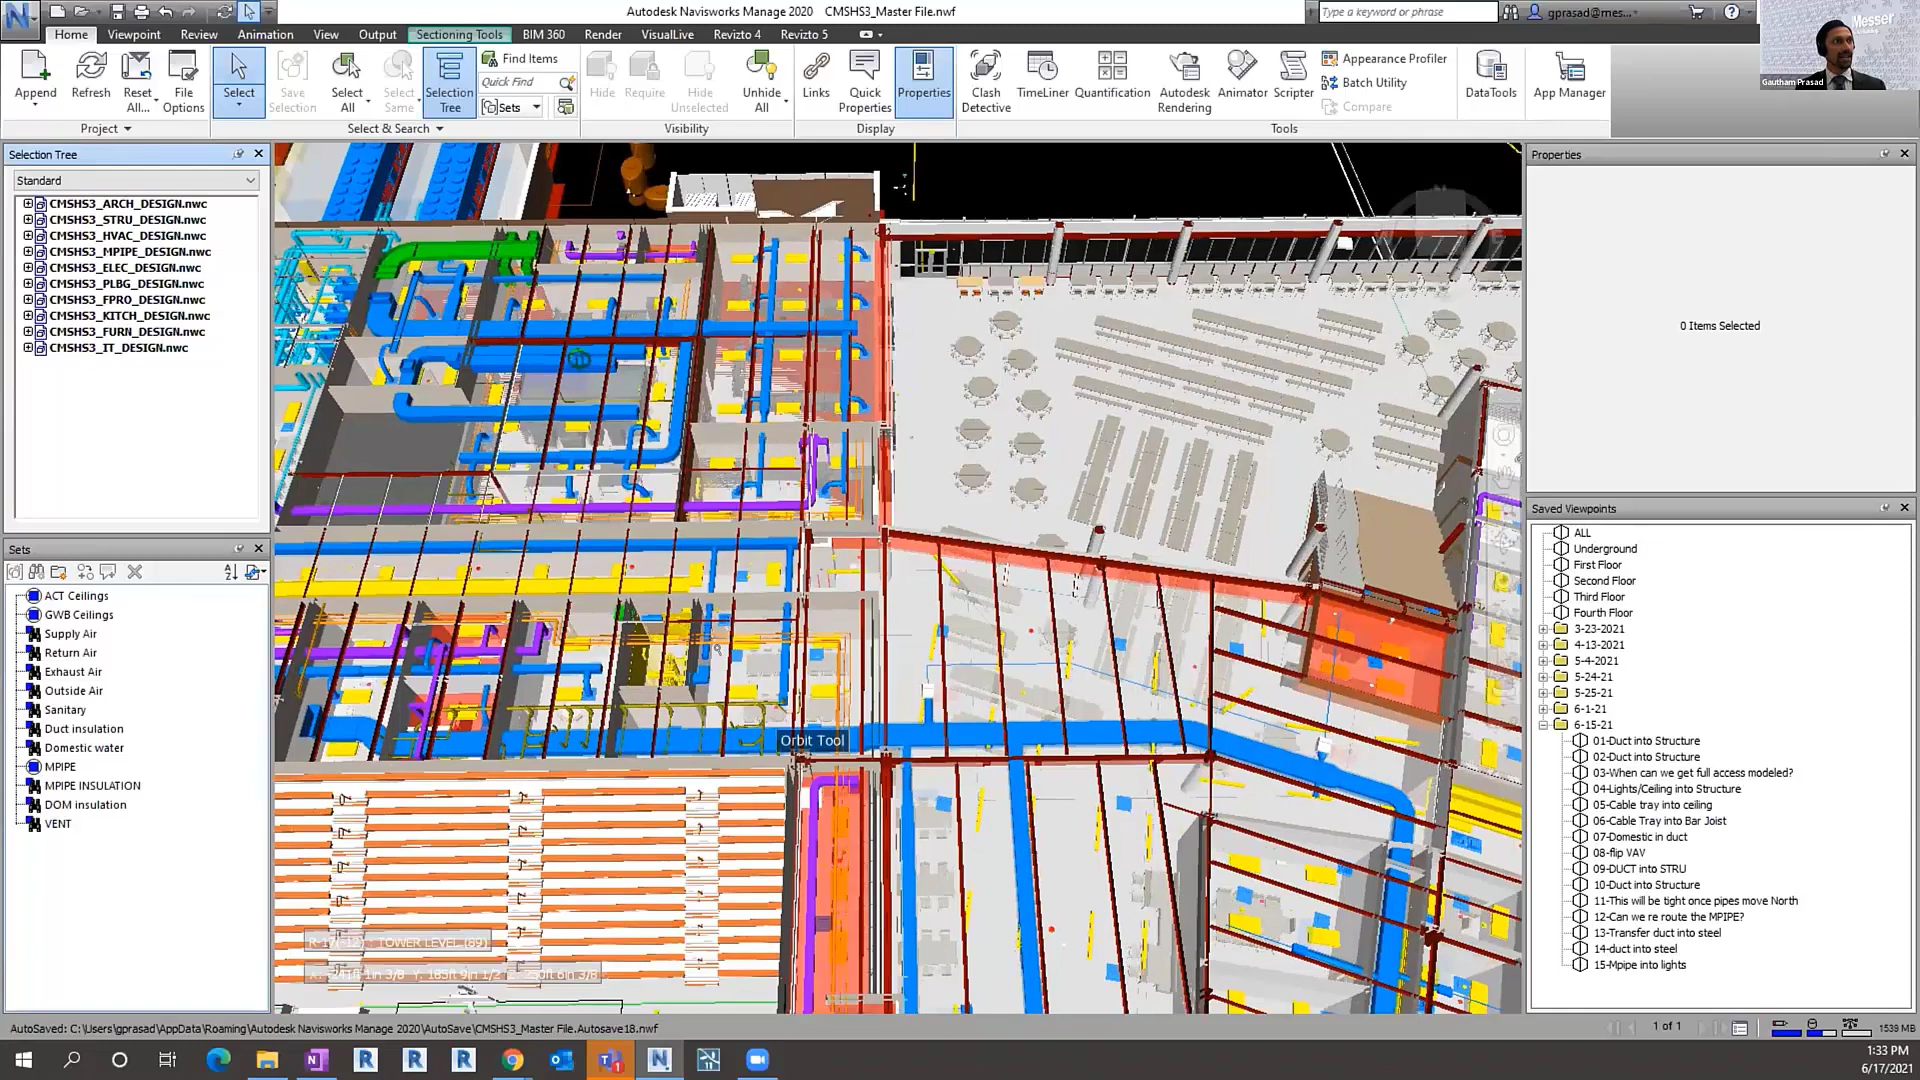 Autodesk Navisworks Manage 2020 CMSHS3_Master File.nwf
Type a keyword or phrase
gprasad@mes...
Home Viewpoint Review Animation View Output Sectioning Tools BIM 360 Render VisualLive Revizto 4 Revizto 5
Append
Refresh
Reset All...
File Options
Project
Select
Save Selection
Select All
Select Same
Selection Tree
Find Items
Quick Find
Sets
Select & Search
Hide
Require
Hide Unselected
Unhide All
Visibility
Links
Quick Properties
Properties
Display
Clash Detective
TimeLiner
Quantification
Autodesk Rendering
Animator
Scripter
Appearance Profiler
Batch Utility
Compare
Tools
DataTools
App Manager
Messer
Gautham Prasad
Selection Tree
Standard
CMSHS3_ARCH_DESIGN.nwc
CMSHS3_STRU_DESIGN.nwc
CMSHS3_HVAC_DESIGN.nwc
CMSHS3_MPIPE_DESIGN.nwc
CMSHS3_ELEC_DESIGN.nwc
CMSHS3_PLBG_DESIGN.nwc
CMSHS3_FPRO_DESIGN.nwc
CMSHS3_KITCH_DESIGN.nwc
CMSHS3_FURN_DESIGN.nwc
CMSHS3_IT_DESIGN.nwc
Sets
ACT Ceilings
GWB Ceilings
Supply Air
Return Air
Exhaust Air
Outside Air
Sanitary
Duct insulation
Domestic water
MPIPE
MPIPE INSULATION
DOM insulation
VENT
Orbit Tool
TOWER LEVEL (89)
Properties
0 Items Selected
Saved Viewpoints
ALL
Underground
First Floor
Second Floor
Third Floor
Fourth Floor
3-23-2021
4-13-2021
5-4-2021
5-24-21
5-25-21
6-1-21
6-15-21
01-Duct into Structure
02-Duct into Structure
03-When can we get full access modeled?
04-Lights/Ceiling into Structure
05-Cable tray into ceiling
06-Cable Tray into Bar Joist
07-Domestic in duct
08-flip VAV
09-DUCT into STRU
10-Duct into Structure
11-This will be tight once pipes move North
12-Can we re route the MPIPE?
13-Transfer duct into steel
14-duct into steel
15-Mpipe into lights
AutoSaved: C:\Users\gprasad\AppData\Roaming\Autodesk Navisworks Manage 2020\AutoSave\CMSHS3_Master File.Autosave18.nwf
1 of 1
1539 MB
1:33 PM
6/17/2021